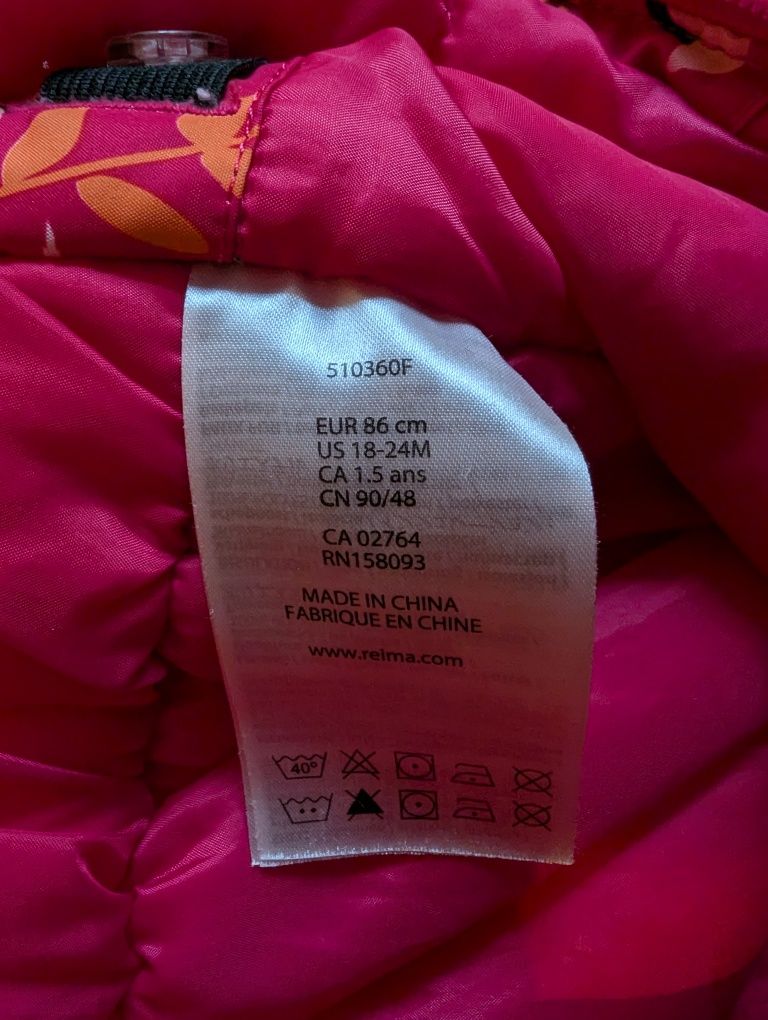 510360F
EUR 86 cm
US 18-24M
CA 1.5 ans
CN 90/48
CA 02764
RN158093
MADE IN CHINA
FABRIQUE EN CHINE
www.reima.com
40°